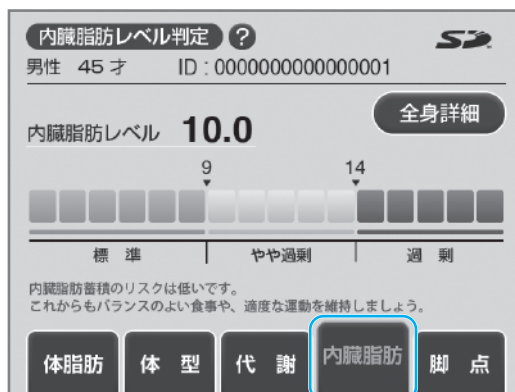 内臓脂肪レベル判定 ? SD
男性 45才 ID:0000000000000001
全身詳細
内臓脂肪レベル 10.0
9 14
標準 やや過剰 過剰
内臓脂肪蓄積のリスクは低いです。
これからもバランスのよい食事や、適度な運動を維持しましょう。
体脂肪 体型 代謝 内臓脂肪 脚点